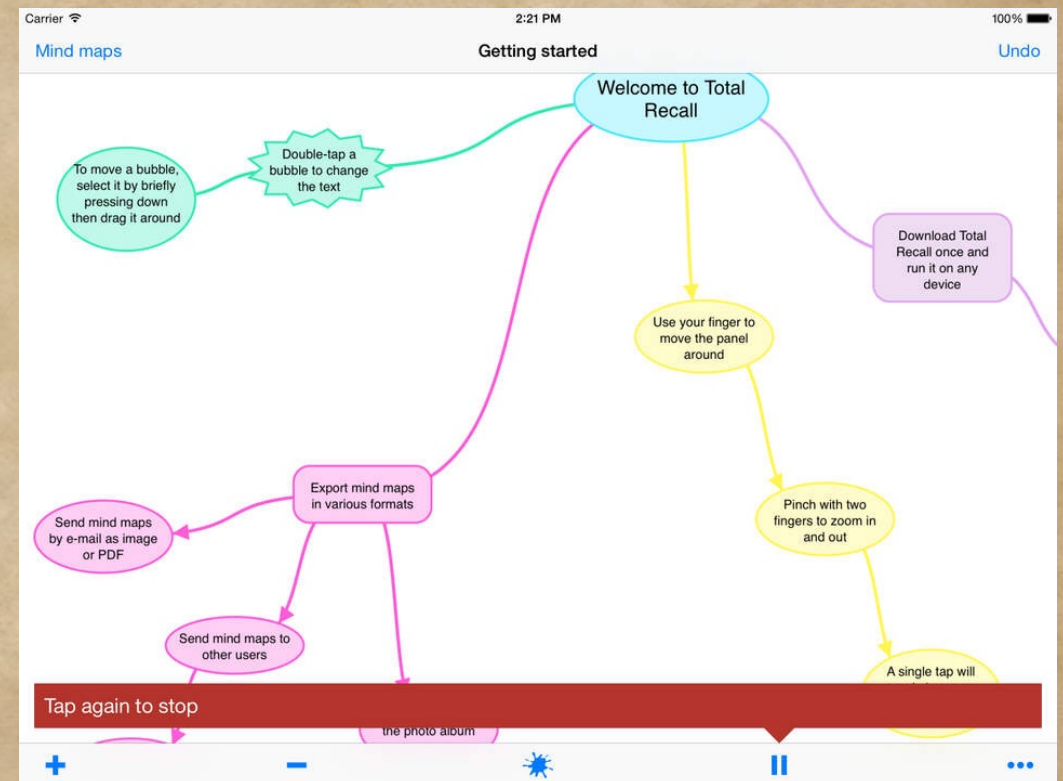 Carrier
2:21 PM
100%
Mind maps
Getting started
Undo
Welcome to Total
Recall
Double-tap a
bubble to change
the text
To move a bubble,
select it by briefly
pressing down
then drag it around
Download Total
Recall once and
run it on any
device
Use your finger to
move the panel
around
Export mind maps
in various formats
Pinch with two
fingers to zoom in
and out
Send mind maps
by e-mail as image
or PDF
Send mind maps to
other users
A single tap will
Tap again to stop
the photo album